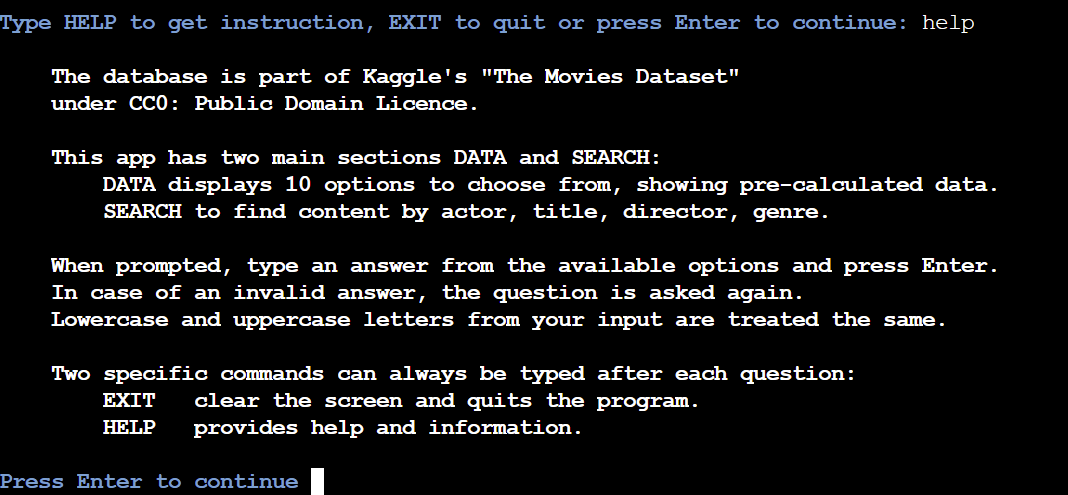 Type HELP to get instruction, EXIT to quit or press Enter to continue: help
The database is part of Kaggle's "The Movies Dataset"
under CC0: Public Domain Licence.
This app has two main sections DATA and SEARCH:
DATA displays 10 options to choose from, showing pre-calculated data.
SEARCH to find content by actor, title, director, genre.
When prompted, type an answer from the available options and press Enter.
In case of an invalid answer, the question is asked again.
Lowercase and uppercase letters from your input are treated the same.
Two specific commands can always be typed after each question:
EXIT clear the screen and quits the program.
HELP provides help and information.
Press Enter to continue